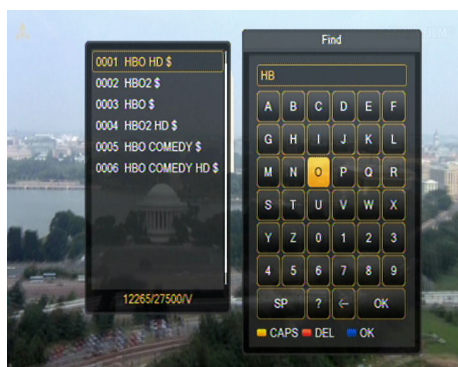 0001 HBO HD $
0002 HBO2 $
0003 HBO $
0004 HBO2 HD $
0005 HBO COMEDY $
0006 HBO COMEDY HD $
12265/27500/V
Find
HB
A B C D E F
G H I J K L
M N O P Q R
S T U V W X
Y Z 0 1 2 3
4 5 6 7 8 9
SP ? ← OK
CAPS DEL OK